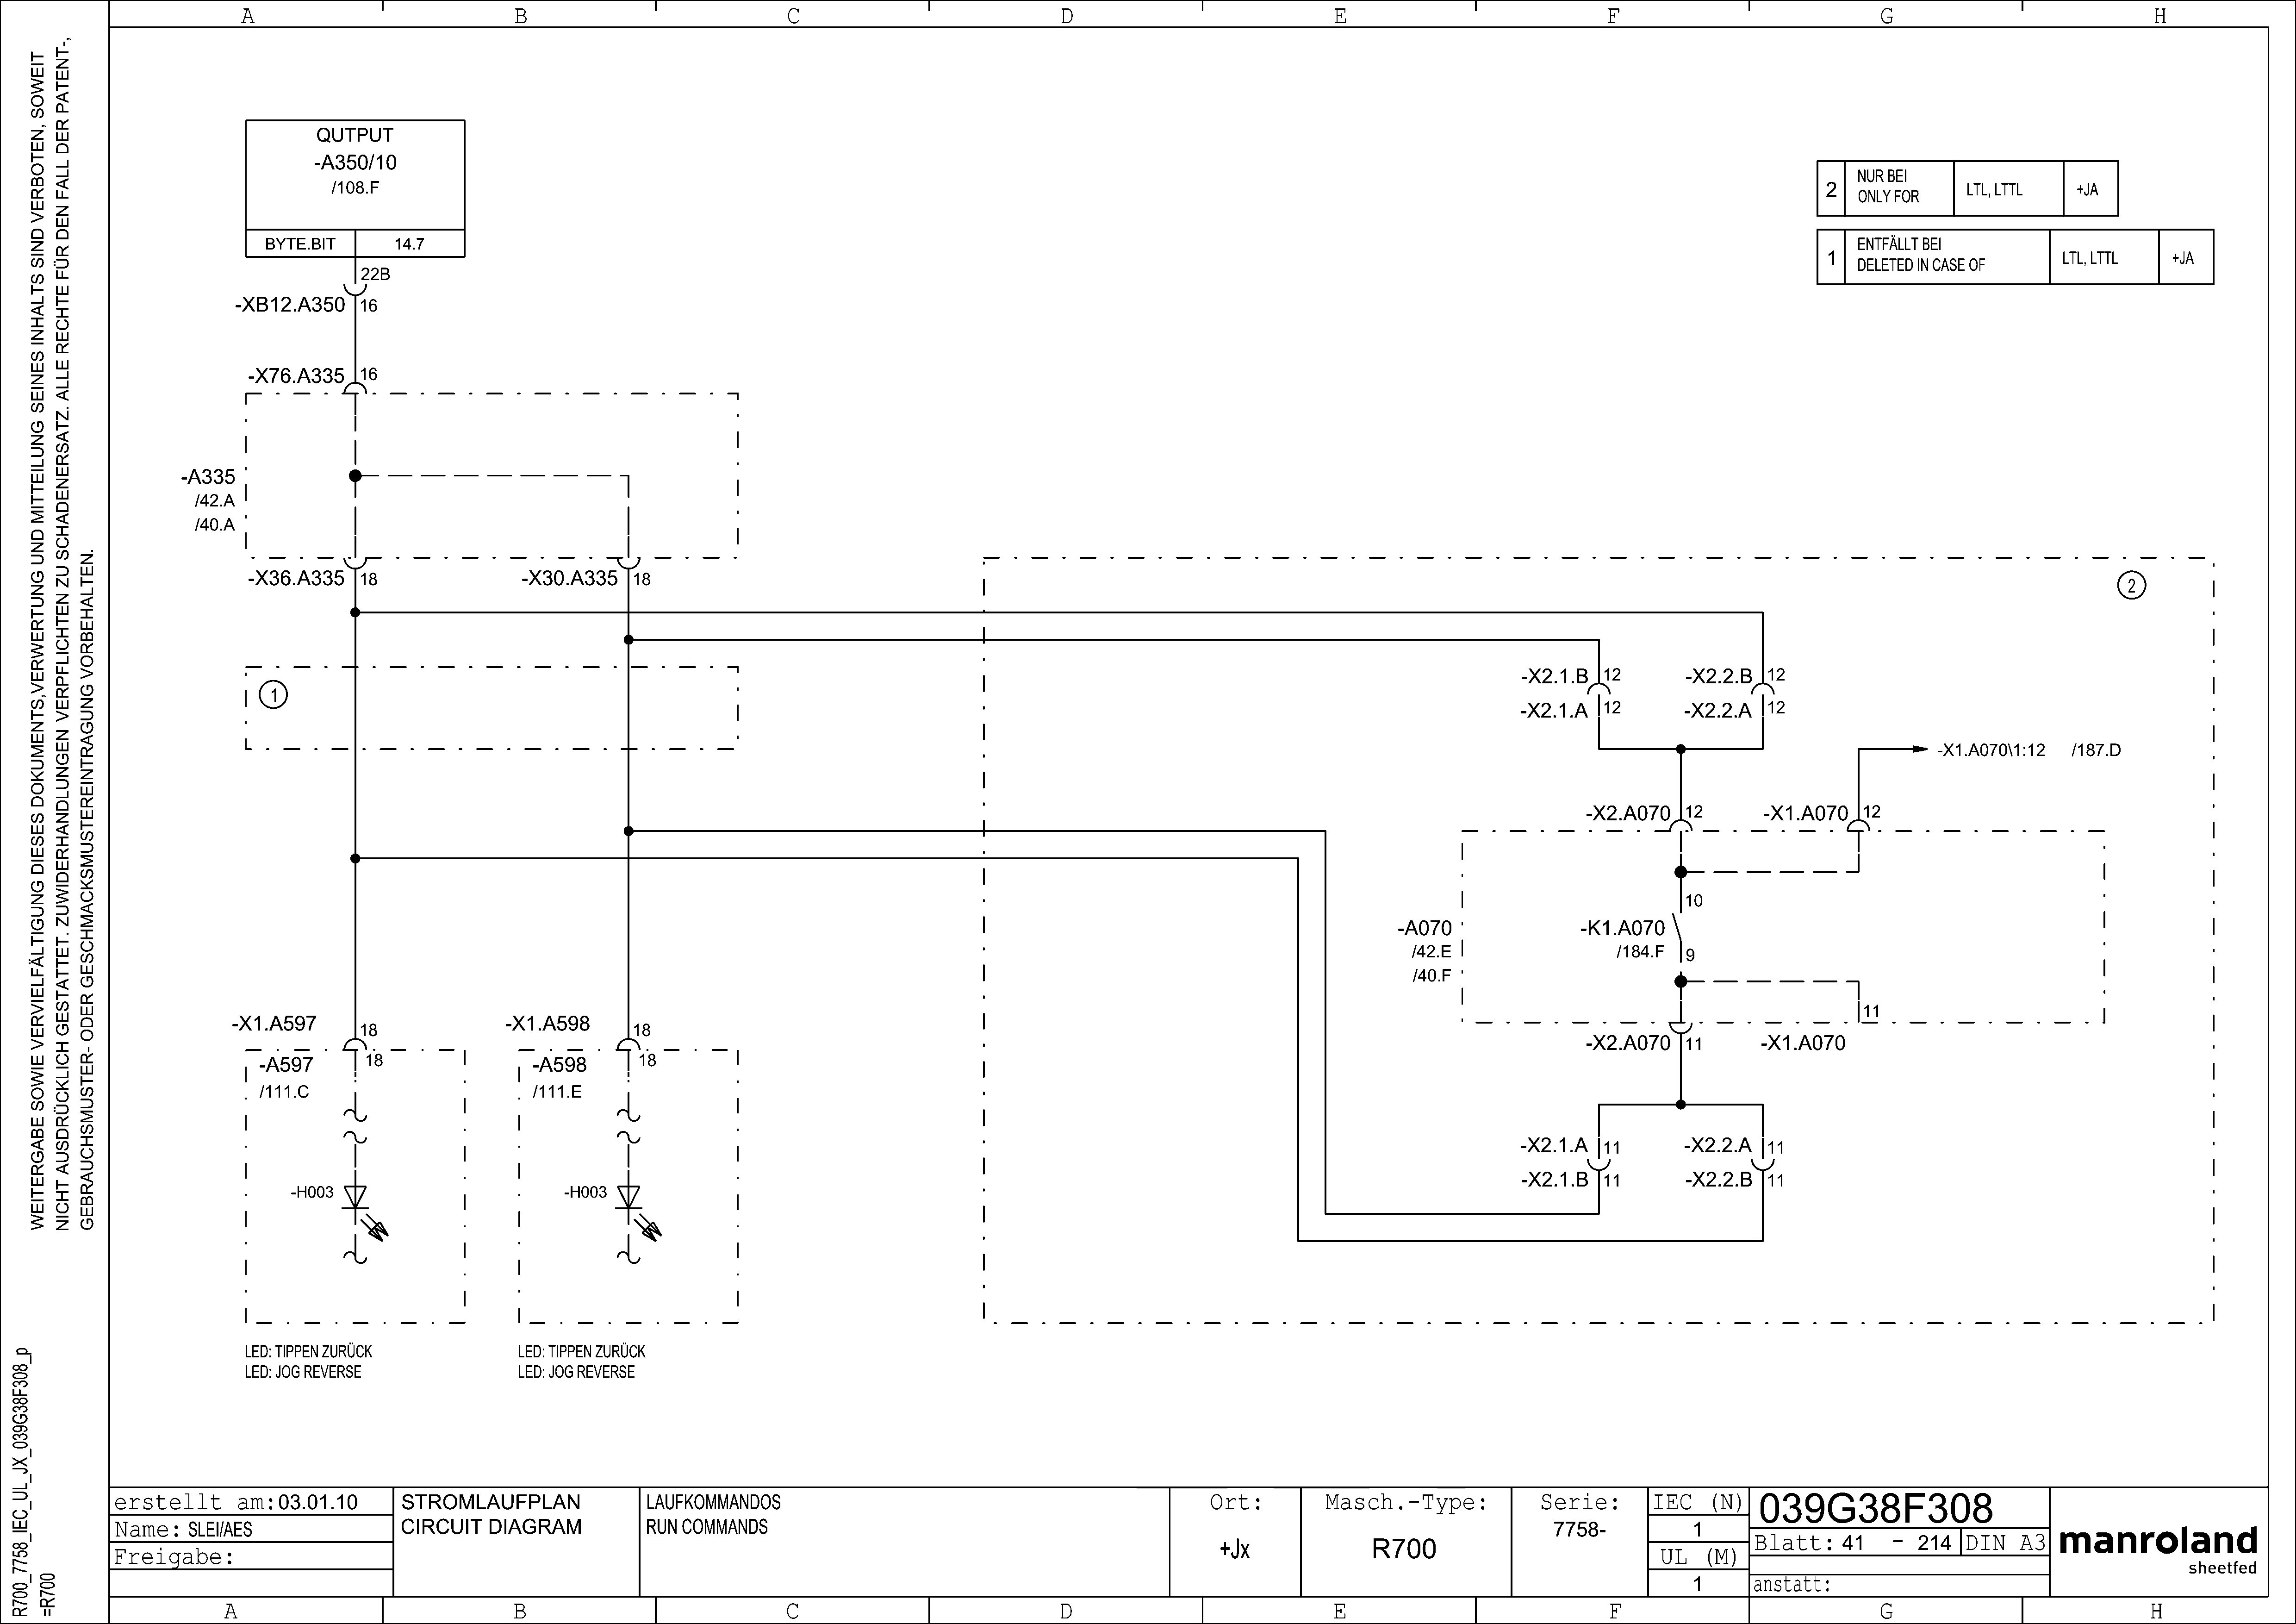 A B C D E F G H
WEITERGABE SOWIE VERVIELFÄLTIGUNG DIESES DOKUMENTS,VERWERTUNG UND MITTEILUNG SEINES INHALTS SIND VERBOTEN, SOWEIT
NICHT AUSDRÜCKLICH GESTATTET. ZUWIDERHANDLUNGEN VERPFLICHTEN ZU SCHADENERSATZ. ALLE RECHTE FÜR DEN FALL DER PATENT-,
GEBRAUCHSMUSTER- ODER GESCHMACKSMUSTEREINTRAGUNG VORBEHALTEN.
R700_7758_IEC_UL_JX_039G38F308_p
=R700
QUTPUT
-A350/10
/108.F
BYTE.BIT 14.7
22B
-XB12.A350 16
-X76.A335 16
-A335
/42.A
/40.A
-X36.A335 18
-X30.A335 18
1
2 NUR BEI
ONLY FOR
LTL, LTTL +JA
1 ENTFÄLLT BEI
DELETED IN CASE OF
LTL, LTTL +JA
2
-X2.1.B 12 -X2.2.B 12
-X2.1.A 12 -X2.2.A 12
-X1.A070\1:12 /187.D
-X2.A070 12 -X1.A070 12
10
-A070
/42.E
/40.F
-K1.A070
/184.F 9
11
-X2.A070 11 -X1.A070
-X2.1.A 11 -X2.2.A 11
-X2.1.B 11 -X2.2.B 11
-X1.A597 18
-A597 18
/111.C
-H003
LED: TIPPEN ZURÜCK
LED: JOG REVERSE
-X1.A598 18
-A598 18
/111.E
-H003
LED: TIPPEN ZURÜCK
LED: JOG REVERSE
erstellt am: 03.01.10
Name: SLEI/AES
Freigabe:
STROMLAUFPLAN
CIRCUIT DIAGRAM
LAUFKOMMANDOS
RUN COMMANDS
Ort:
+Jx
Masch.-Type:
R700
Serie:
7758-
IEC (N)
1
UL (M)
1
039G38F308
Blatt: 41 - 214 DIN A3
anstatt:
manroland
sheetfed
A B C D E F G H